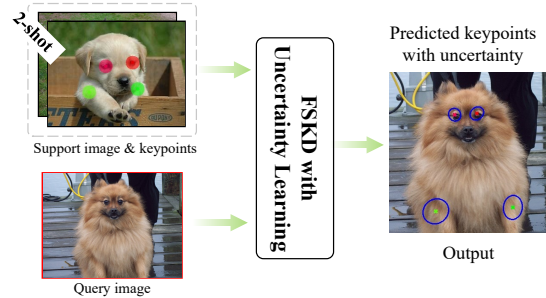 2-shot
Support image & keypoints
Query image
FSKD with
Uncertainty Learning
Predicted keypoints
with uncertainty
Output